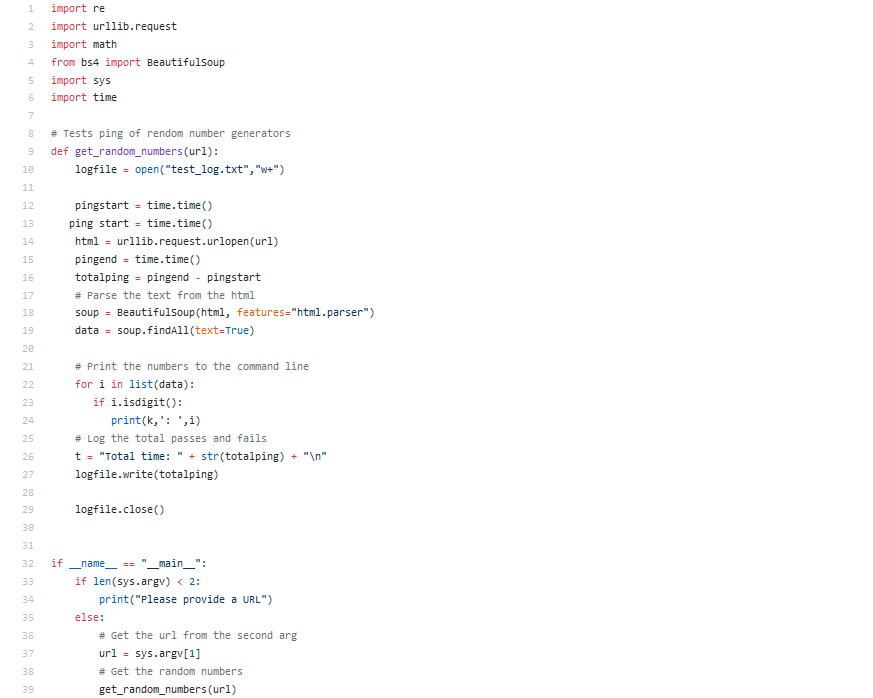 1 import re
2 import urllib.request
3 import math
4 from bs4 import BeautifulSoup
5 import sys
6 import time
7
8 # Tests ping of rendom number generators
9 def get_random_numbers(url):
10 logfile = open("test_log.txt","w+")
11
12 pingstart = time.time()
13 ping start = time.time()
14 html = urllib.request.urlopen(url)
15 pingend = time.time()
16 totalping = pingend - pingstart
17 # Parse the text from the html
18 soup = BeautifulSoup(html, features="html.parser")
19 data = soup.findAll(text=True)
20
21 # Print the numbers to the command line
22 for i in list(data):
23 if i.isdigit():
24 print(k,': ',i)
25 # Log the total passes and fails
26 t = "Total time: " + str(totalping) + "\n"
27 logfile.write(totalping)
28
29 logfile.close()
30
31
32 if __name__ == "__main__":
33 if len(sys.argv) < 2:
34 print("Please provide a URL")
35 else:
36 # Get the url from the second arg
37 url = sys.argv[1]
38 # Get the random numbers
39 get_random_numbers(url)